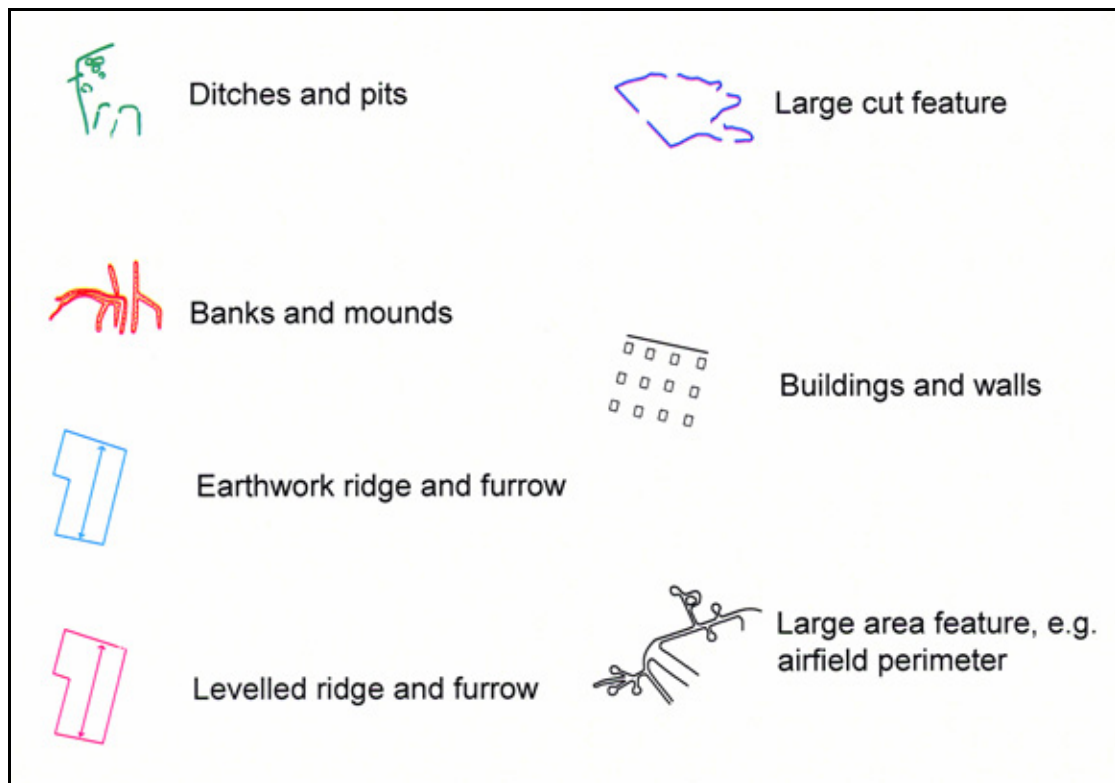 Ditches and pits
Banks and mounds
Earthwork ridge and furrow
Levelled ridge and furrow
Large cut feature
Buildings and walls
Large area feature, e.g.
airfield perimeter